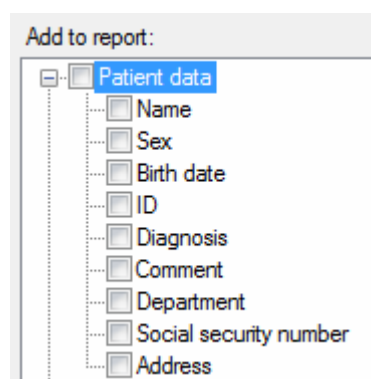 Add to report:
Patient data
Name
Sex
Birth date
ID
Diagnosis
Comment
Department
Social security number
Address